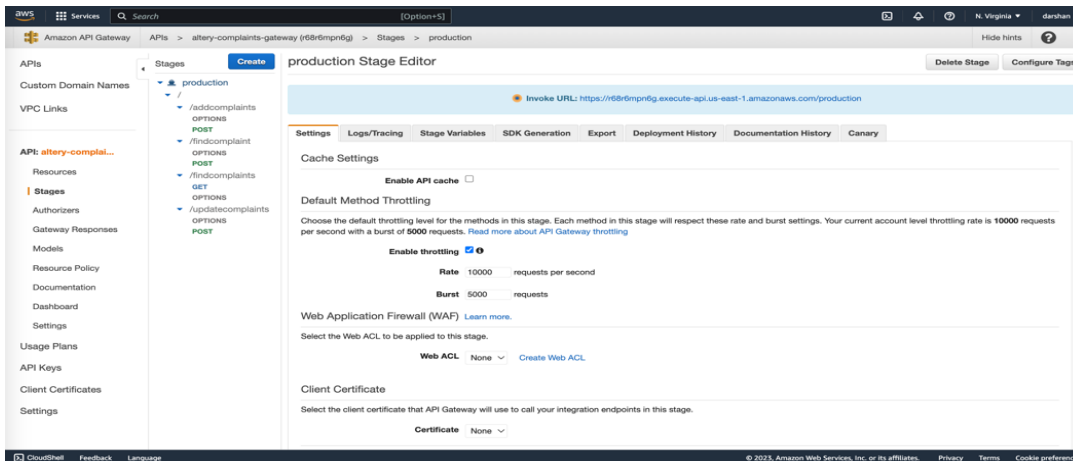 aws Services Search [Option+S] N. Virginia darshan
Amazon API Gateway APIs > altery-complaints-gateway (r68r6mpn6g) > Stages > production Hide hints
APIs
Custom Domain Names
VPC Links
API: altery-complai...
Resources
Stages
Authorizers
Gateway Responses
Models
Resource Policy
Documentation
Dashboard
Settings
Usage Plans
API Keys
Client Certificates
Settings
Stages Create
production
/
/addcomplaints
OPTIONS
POST
/findcomplaint
OPTIONS
POST
/findcomplaints
GET
OPTIONS
/updatecomplaints
OPTIONS
POST
production Stage Editor Delete Stage Configure Tags
Invoke URL: https://r68r6mpn6g.execute-api.us-east-1.amazonaws.com/production
Settings Logs/Tracing Stage Variables SDK Generation Export Deployment History Documentation History Canary
Cache Settings
Enable API cache
Default Method Throttling
Choose the default throttling level for the methods in this stage. Each method in this stage will respect these rate and burst settings. Your current account level throttling rate is 10000 requests
per second with a burst of 5000 requests. Read more about API Gateway throttling
Enable throttling
Rate 10000 requests per second
Burst 5000 requests
Web Application Firewall (WAF) Learn more.
Select the Web ACL to be applied to this stage.
Web ACL None Create Web ACL
Client Certificate
Select the client certificate that API Gateway will use to call your integration endpoints in this stage.
Certificate None
CloudShell Feedback Language © 2023, Amazon Web Services, Inc. or its affiliates. Privacy Terms Cookie preferenc